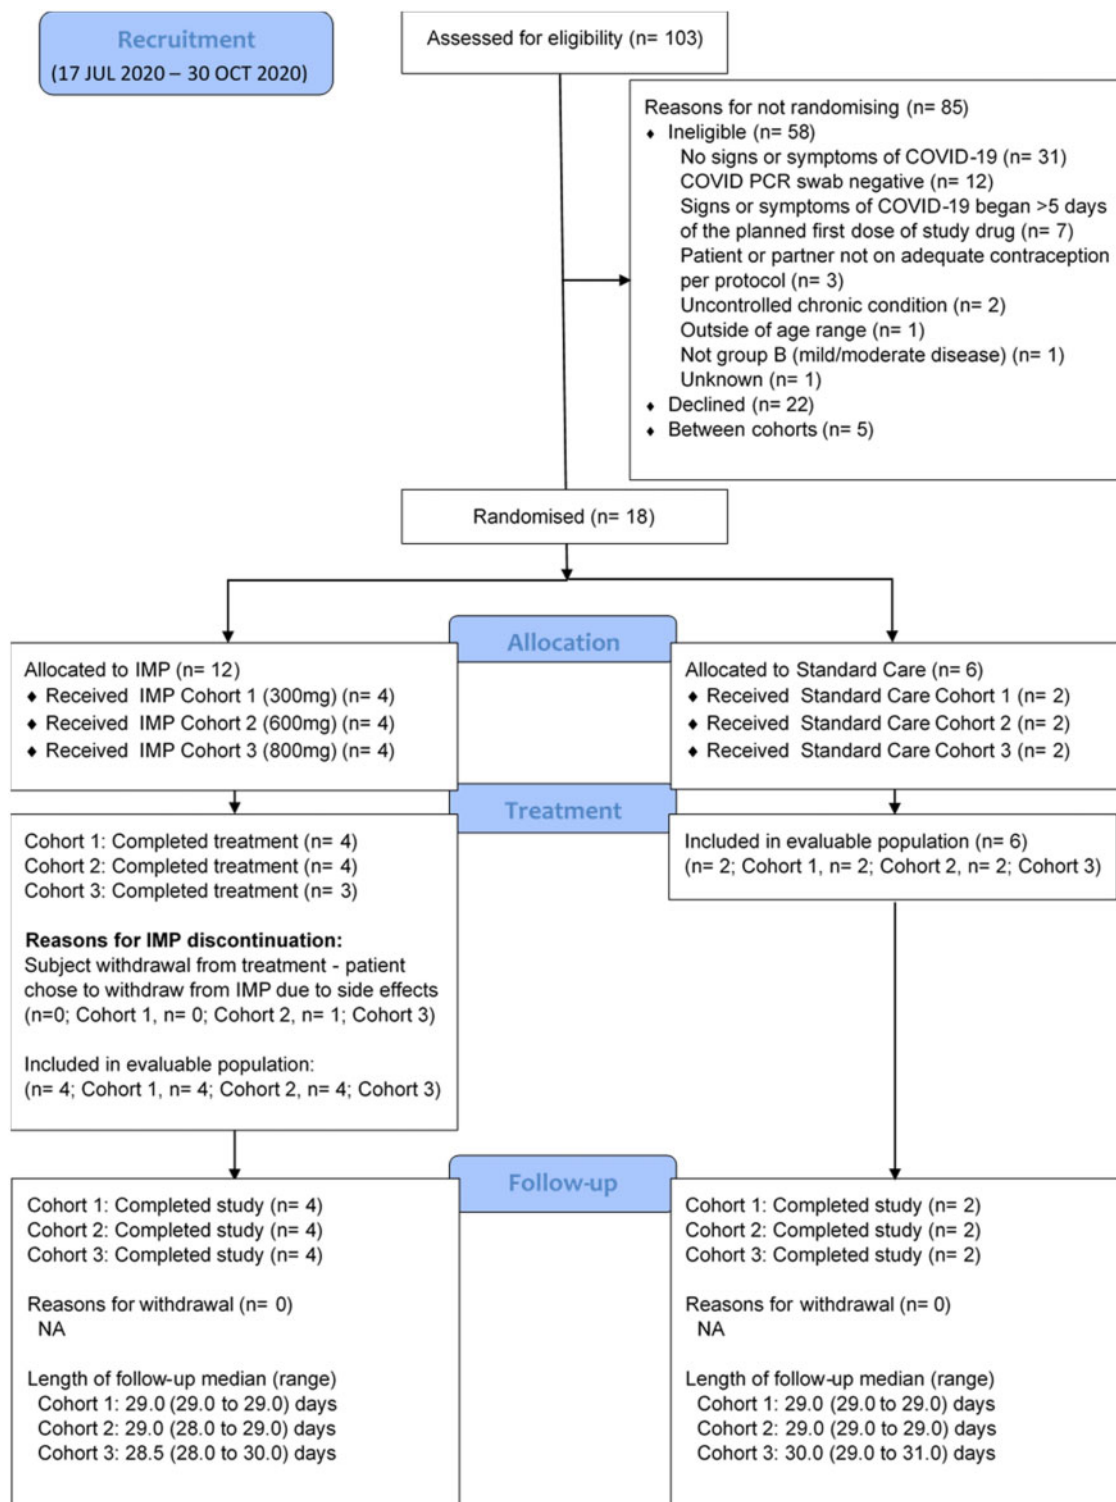 Recruitment
(17 JUL 2020 – 30 OCT 2020)
Assessed for eligibility (n= 103)
Reasons for not randomising (n= 85)
♦ Ineligible (n= 58)
No signs or symptoms of COVID-19 (n= 31)
COVID PCR swab negative (n= 12)
Signs or symptoms of COVID-19 began >5 days
of the planned first dose of study drug (n= 7)
Patient or partner not on adequate contraception
per protocol (n= 3)
Uncontrolled chronic condition (n= 2)
Outside of age range (n= 1)
Not group B (mild/moderate disease) (n= 1)
Unknown (n= 1)
♦ Declined (n= 22)
♦ Between cohorts (n= 5)
Randomised (n= 18)
Allocation
Allocated to IMP (n= 12)
♦ Received IMP Cohort 1 (300mg) (n= 4)
♦ Received IMP Cohort 2 (600mg) (n= 4)
♦ Received IMP Cohort 3 (800mg) (n= 4)
Allocated to Standard Care (n= 6)
♦ Received Standard Care Cohort 1 (n= 2)
♦ Received Standard Care Cohort 2 (n= 2)
♦ Received Standard Care Cohort 3 (n= 2)
Treatment
Cohort 1: Completed treatment (n= 4)
Cohort 2: Completed treatment (n= 4)
Cohort 3: Completed treatment (n= 3)
Reasons for IMP discontinuation:
Subject withdrawal from treatment - patient
chose to withdraw from IMP due to side effects
(n=0; Cohort 1, n= 0; Cohort 2, n= 1; Cohort 3)
Included in evaluable population:
(n= 4; Cohort 1, n= 4; Cohort 2, n= 4; Cohort 3)
Included in evaluable population (n= 6)
(n= 2; Cohort 1, n= 2; Cohort 2, n= 2; Cohort 3)
Follow-up
Cohort 1: Completed study (n= 4)
Cohort 2: Completed study (n= 4)
Cohort 3: Completed study (n= 4)
Reasons for withdrawal (n= 0)
NA
Length of follow-up median (range)
Cohort 1: 29.0 (29.0 to 29.0) days
Cohort 2: 29.0 (28.0 to 29.0) days
Cohort 3: 28.5 (28.0 to 30.0) days
Cohort 1: Completed study (n= 2)
Cohort 2: Completed study (n= 2)
Cohort 3: Completed study (n= 2)
Reasons for withdrawal (n= 0)
NA
Length of follow-up median (range)
Cohort 1: 29.0 (29.0 to 29.0) days
Cohort 2: 29.0 (29.0 to 29.0) days
Cohort 3: 30.0 (29.0 to 31.0) days